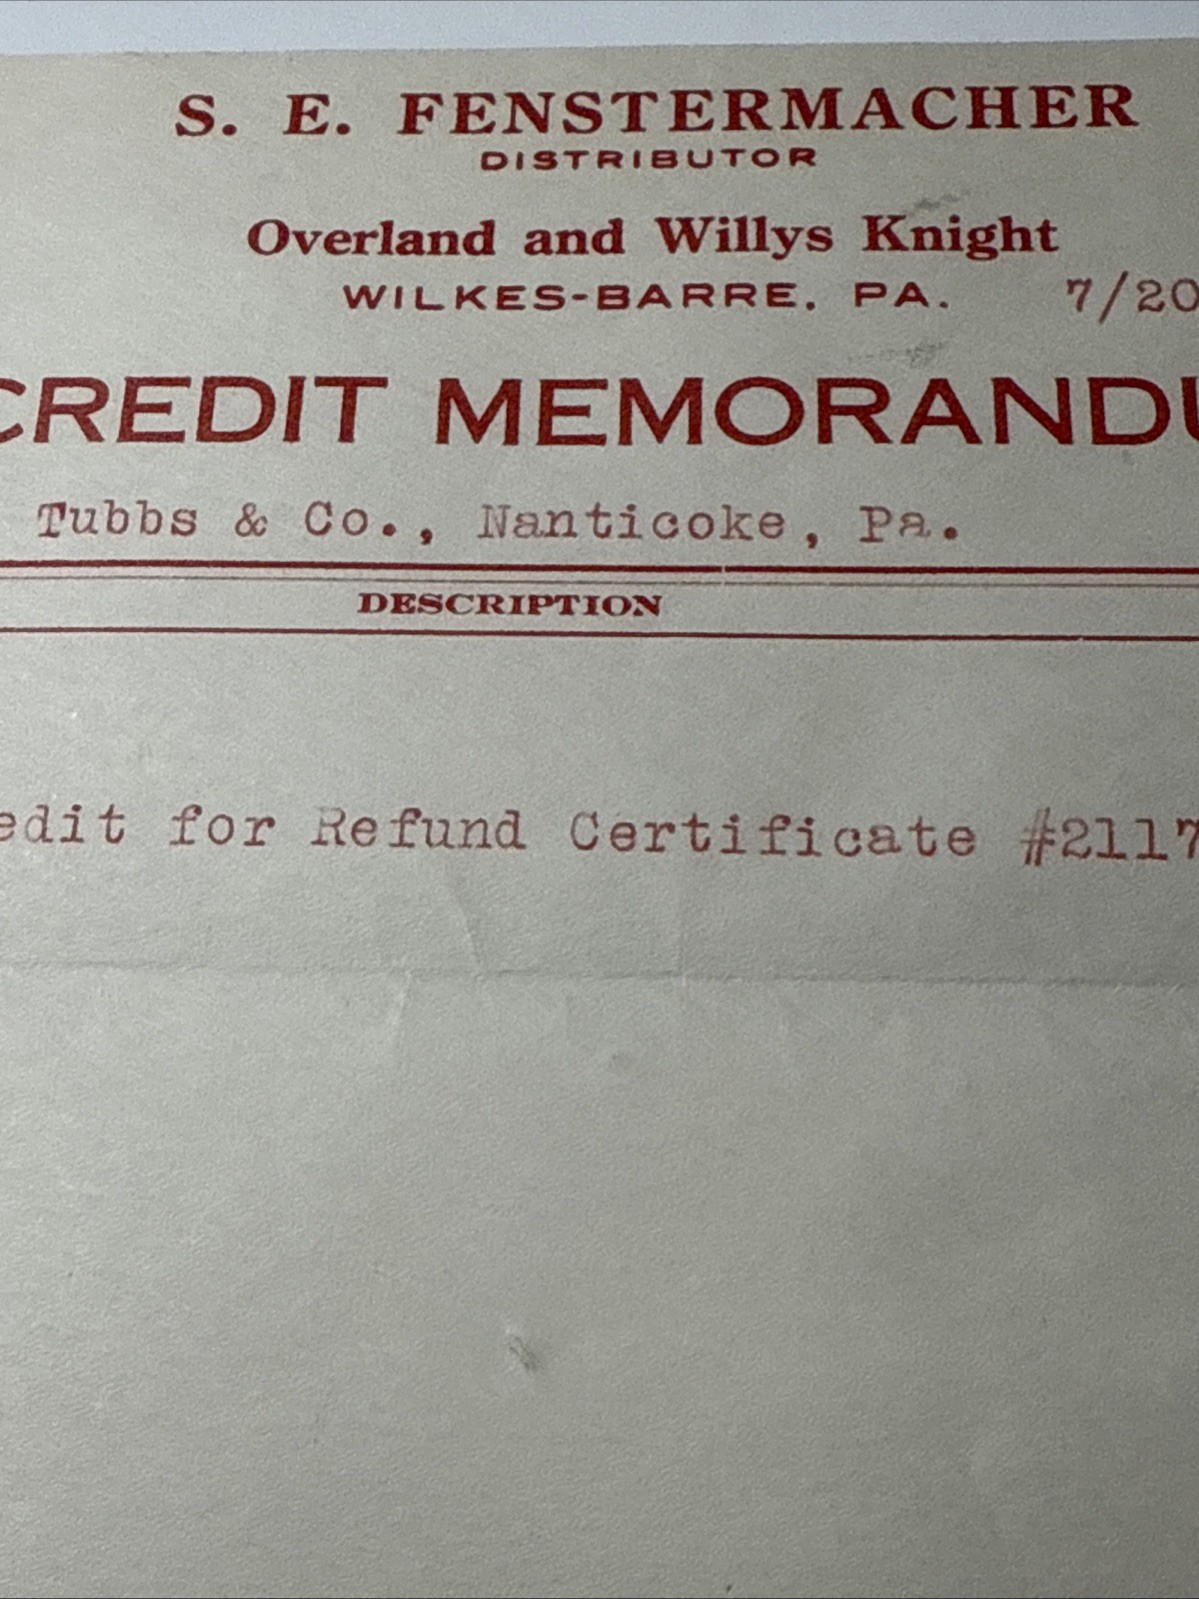 S. E. FENSTERMACHER
DISTRIBUTOR
Overland and Willys Knight
WILKES-BARRE, PA. 7/20
CREDIT MEMORANDU
Tubbs & Co., Nanticoke, Pa.
DESCRIPTION
edit for Refund Certificate #2117